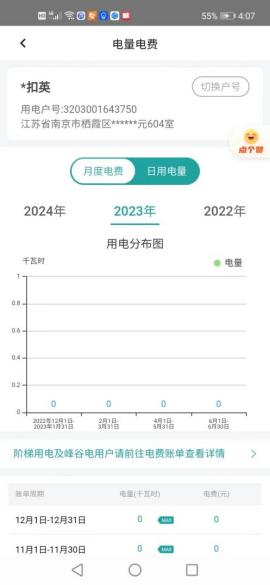 55% 4:07
电量电费
*扣英
切换户号
用电户号:3203001643750
江苏省南京市栖霞区******元604室
点个赞
月度电费 日用电量
2024年 2023年 2022年
用电分布图
千瓦时
电量
1
0.8
0.6
0.4
0.2
0
0 0 0 0
2022年12月1日-2023年1月31日 2月1日-3月31日 4月1日-5月31日 6月1日-6月30日
阶梯用电及峰谷电用户请前往电费账单查看详情
账单周期 电量(千瓦时) 电费(元)
12月1日-12月31日 0 MAX 0
11月1日-11月30日 0 MAX 0